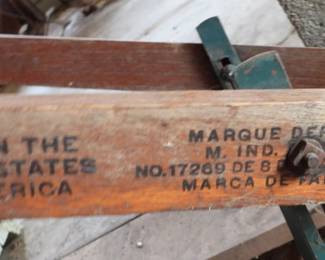 N THE
STATES
ERICA
MARQUE DE
M. IND.
NO.17269 DE 8 D
MARCA DE FA